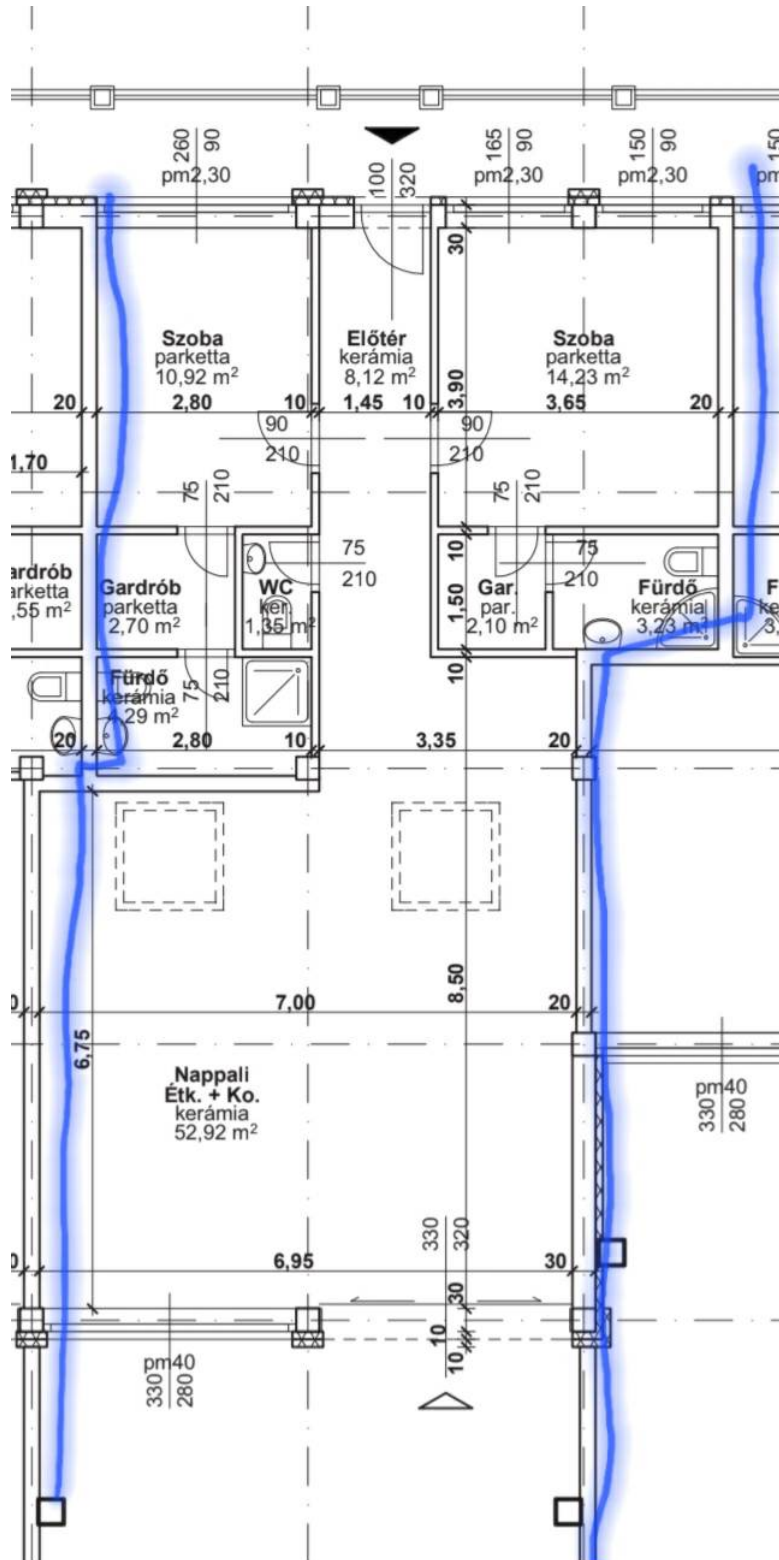 260
90
pm2,30
100
320
165
90
pm2,30
150
90
pm2,30
150
30
Szoba
parketta
10,92 m²
Előtér
kerámia
8,12 m²
Szoba
parketta
14,23 m²
3,90
20
2,80
10
1,45
10
3,65
20
90
210
90
210
1,70
75
210
75
210
10
75
210
75
210
Gardrób
parketta
2,70 m²
WC
ker.
1,35 m²
1,50
Gar.
par.
2,10 m²
Fürdő
kerámia
3,23 m²
10
Fürdő
kerámia
75
210
20
2,80
10
3,35
20
8,50
7,00
20
6,75
Nappali
Étk. + Ko.
kerámia
52,92 m²
pm40
330
280
330
320
6,95
30
30
10
10
pm40
330
280